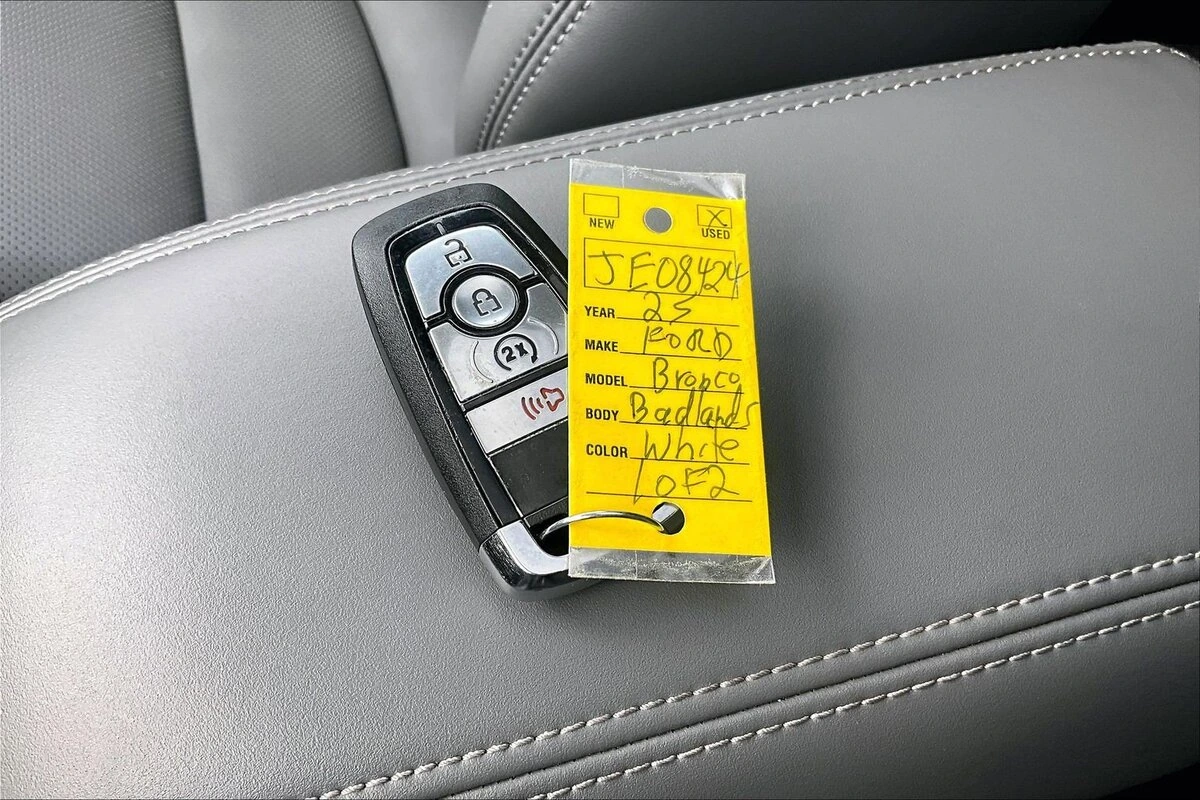 NEW
X
USED
JE08424
YEAR 25
MAKE FORD
MODEL Bronco
BODY Badlands
COLOR White
1 OF 2
2x